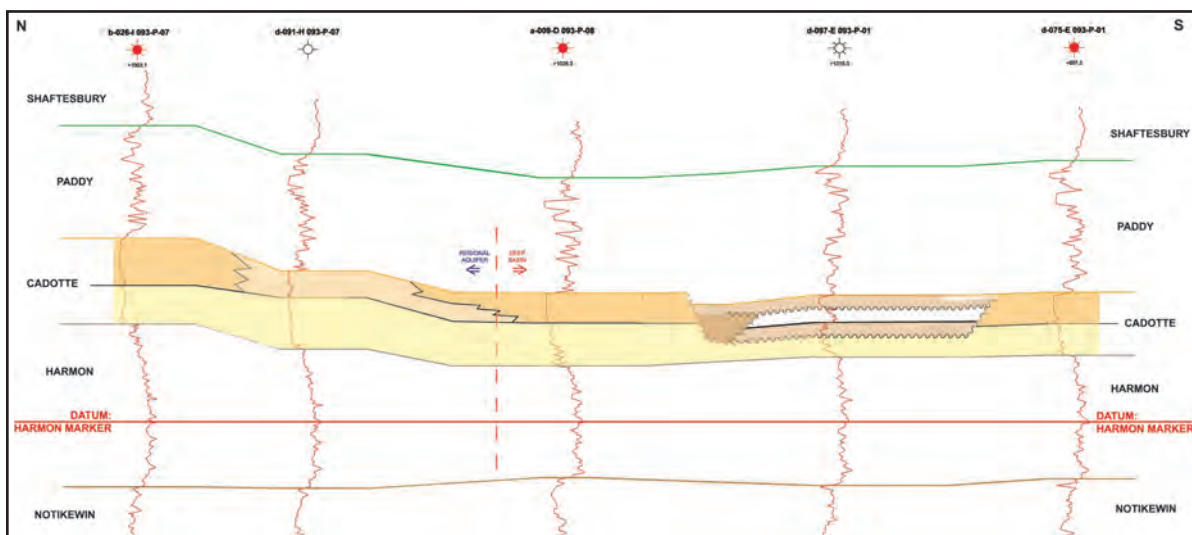 N
S
b-026-I 093-P-07
d-091-H 093-P-07
a-009-D 093-P-08
d-097-E 093-P-01
d-075-E 093-P-01
SHAFTESBURY
SHAFTESBURY
PADDY
PADDY
REGIONAL
AQUIFER
DEEP
BASIN
CADOTTE
CADOTTE
HARMON
HARMON
DATUM:
HARMON MARKER
DATUM:
HARMON MARKER
NOTIKEWIN
NOTIKEWIN